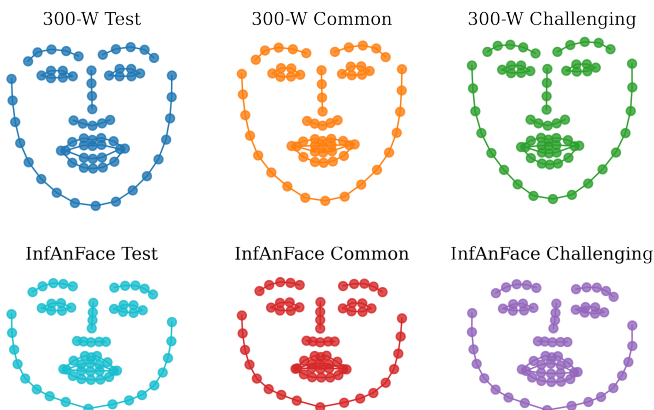 300-W Test
300-W Common
300-W Challenging
InfAnFace Test
InfAnFace Common
InfAnFace Challenging